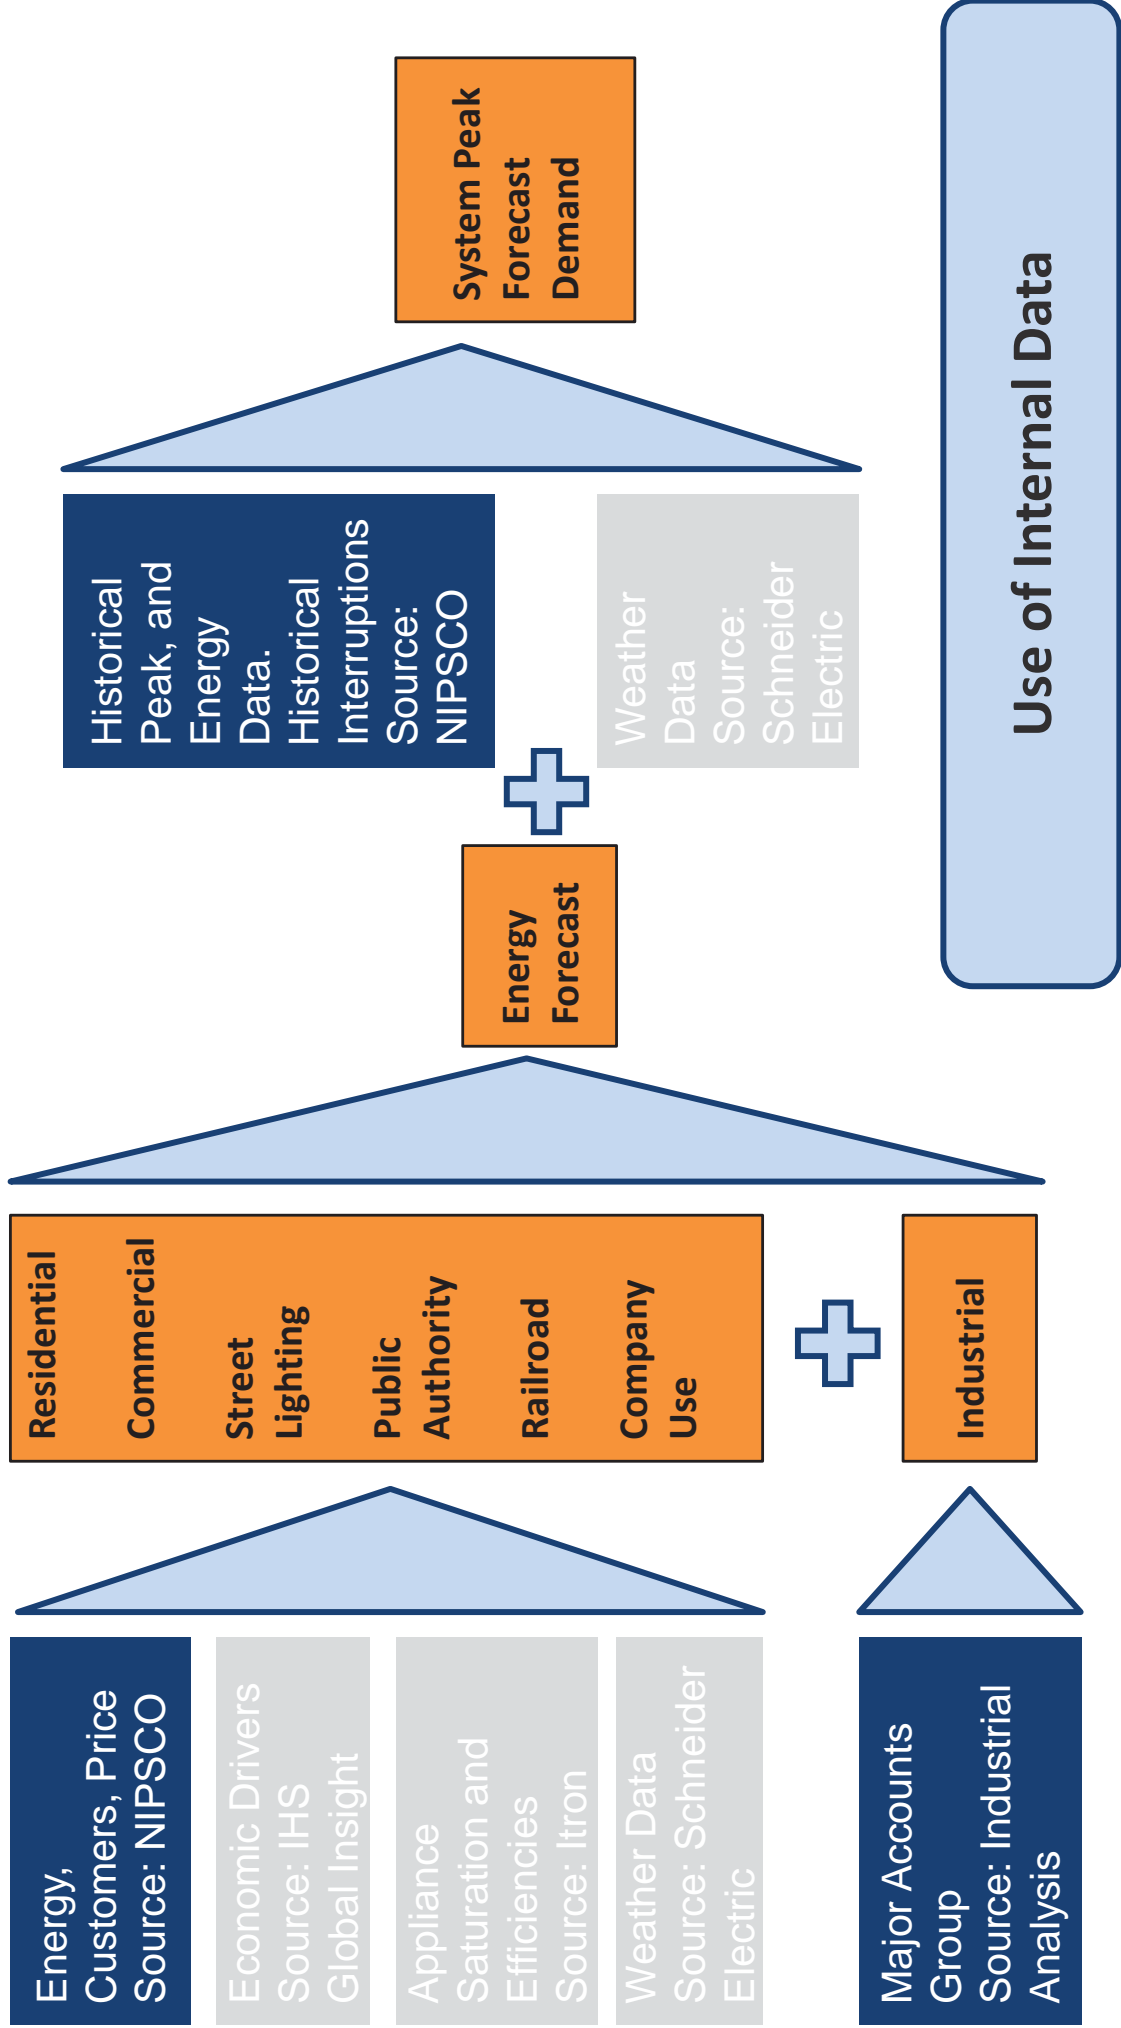 Energy,
Customers, Price
Source: NIPSCO
Economic Drivers
Source: IHS
Global Insight
Appliance
Saturation and
Efficiencies
Source: Itron
Weather Data
Source: Schneider
Electric
Major Accounts
Group
Source: Industrial
Analysis
Residential
Commercial
Street
Lighting
Public
Authority
Railroad
Company
Use
Industrial
Energy
Forecast
Historical
Peak, and
Energy
Data.
Historical
Interruptions
Source:
NIPSCO
Weather
Data
Source:
Schneider
Electric
System Peak
Forecast
Demand
Use of Internal Data